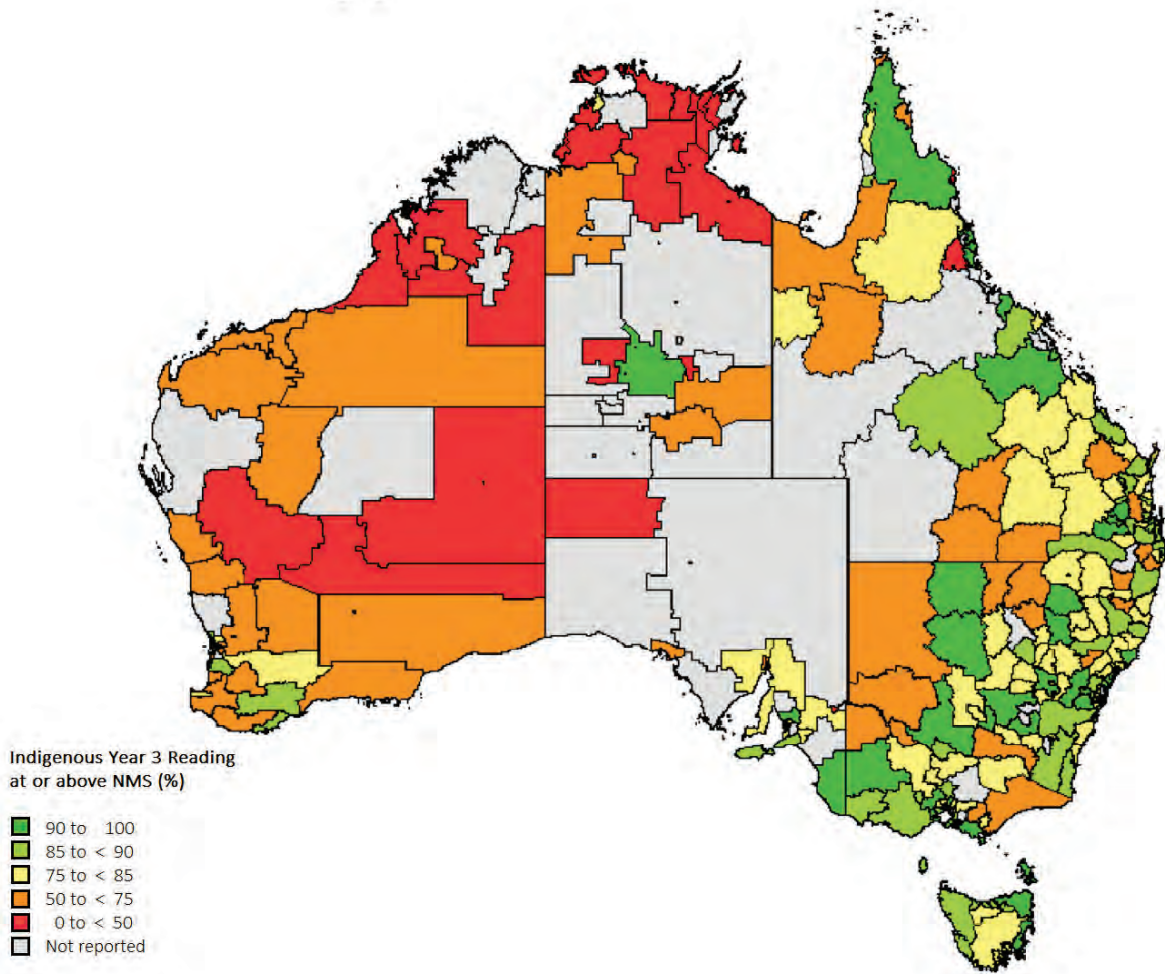 Indigenous Year 3 Reading
at or above NMS (%)
90 to 100
85 to < 90
75 to < 85
50 to < 75
0 to < 50
Not reported